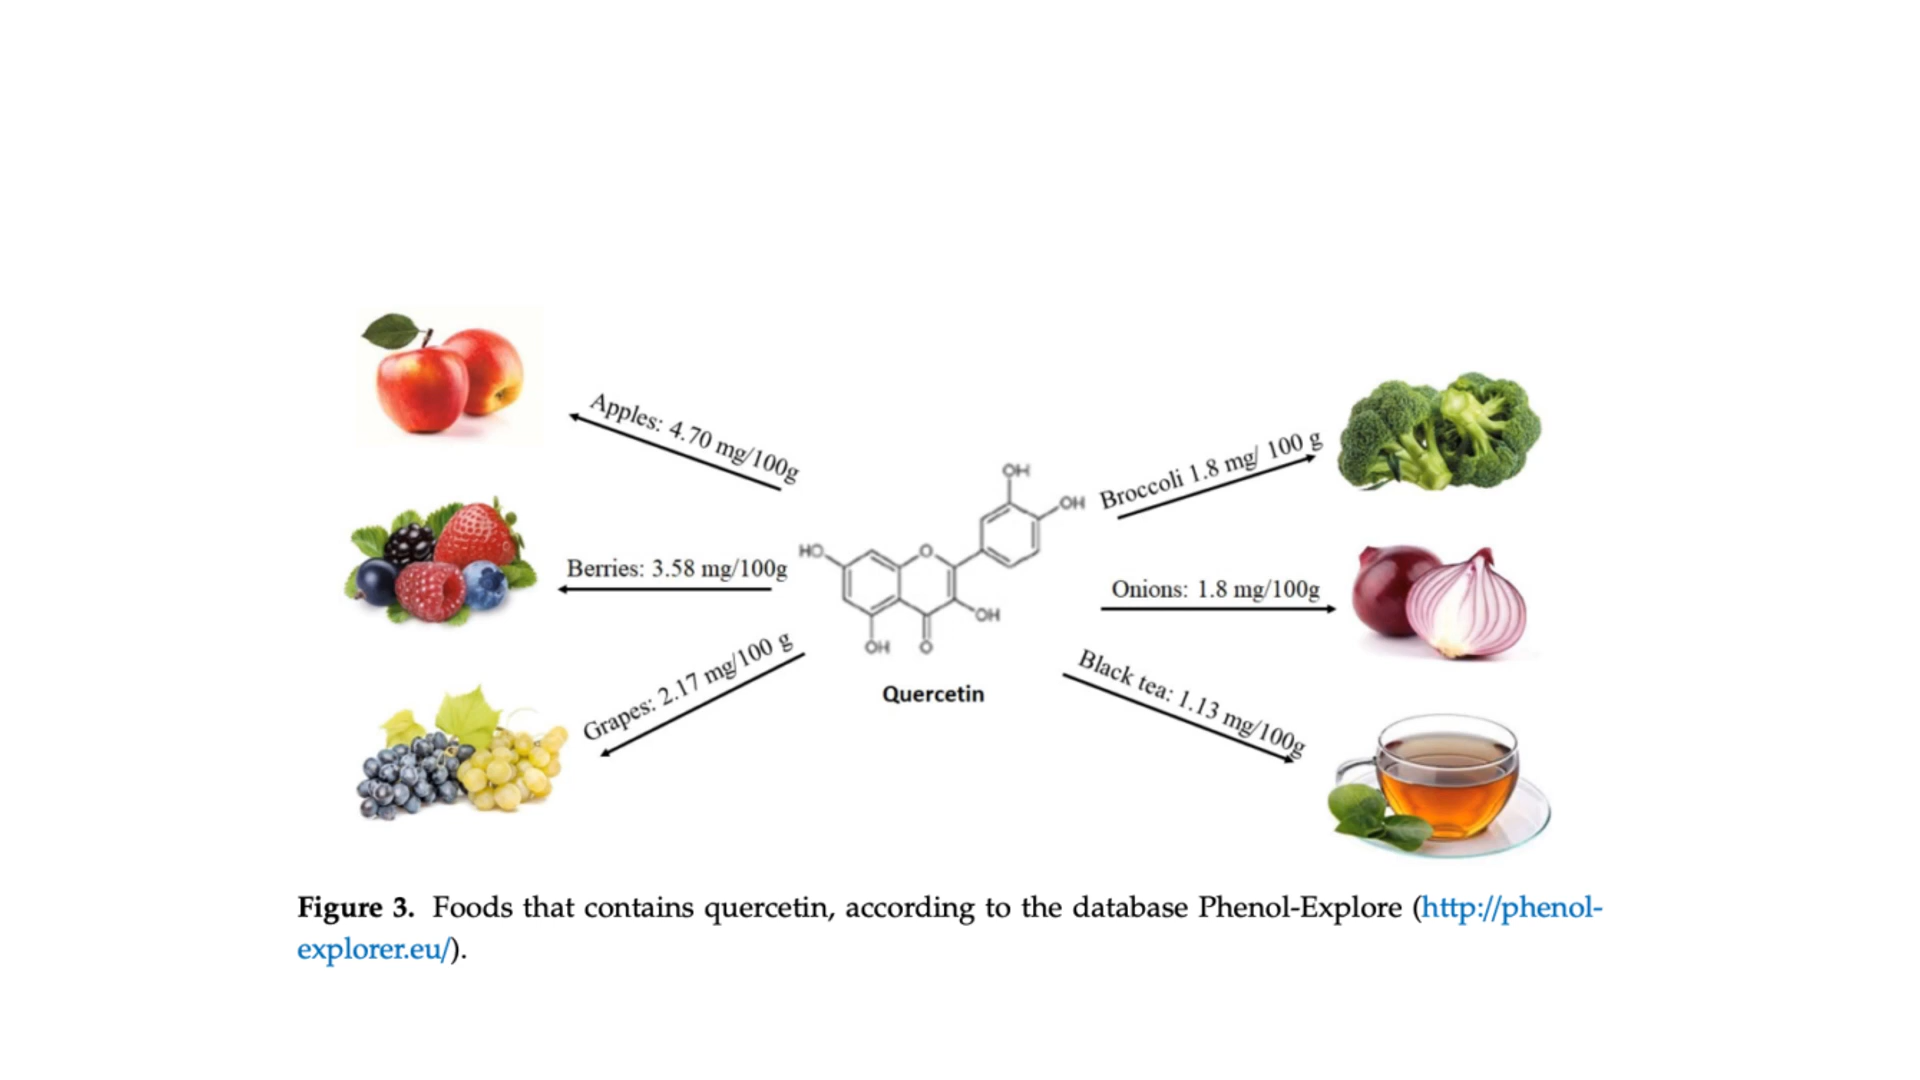 Apples: 4.70 mg/100g
Berries: 3.58 mg/100g
Grapes: 2.17 mg/100 g
OH
OH
HO
O
OH
OH
O
Quercetin
Broccoli 1.8 mg/ 100 g
Onions: 1.8 mg/100g
Black tea: 1.13 mg/100g
Figure 3. Foods that contains quercetin, according to the database Phenol-Explore (http://phenol-
explorer.eu/).